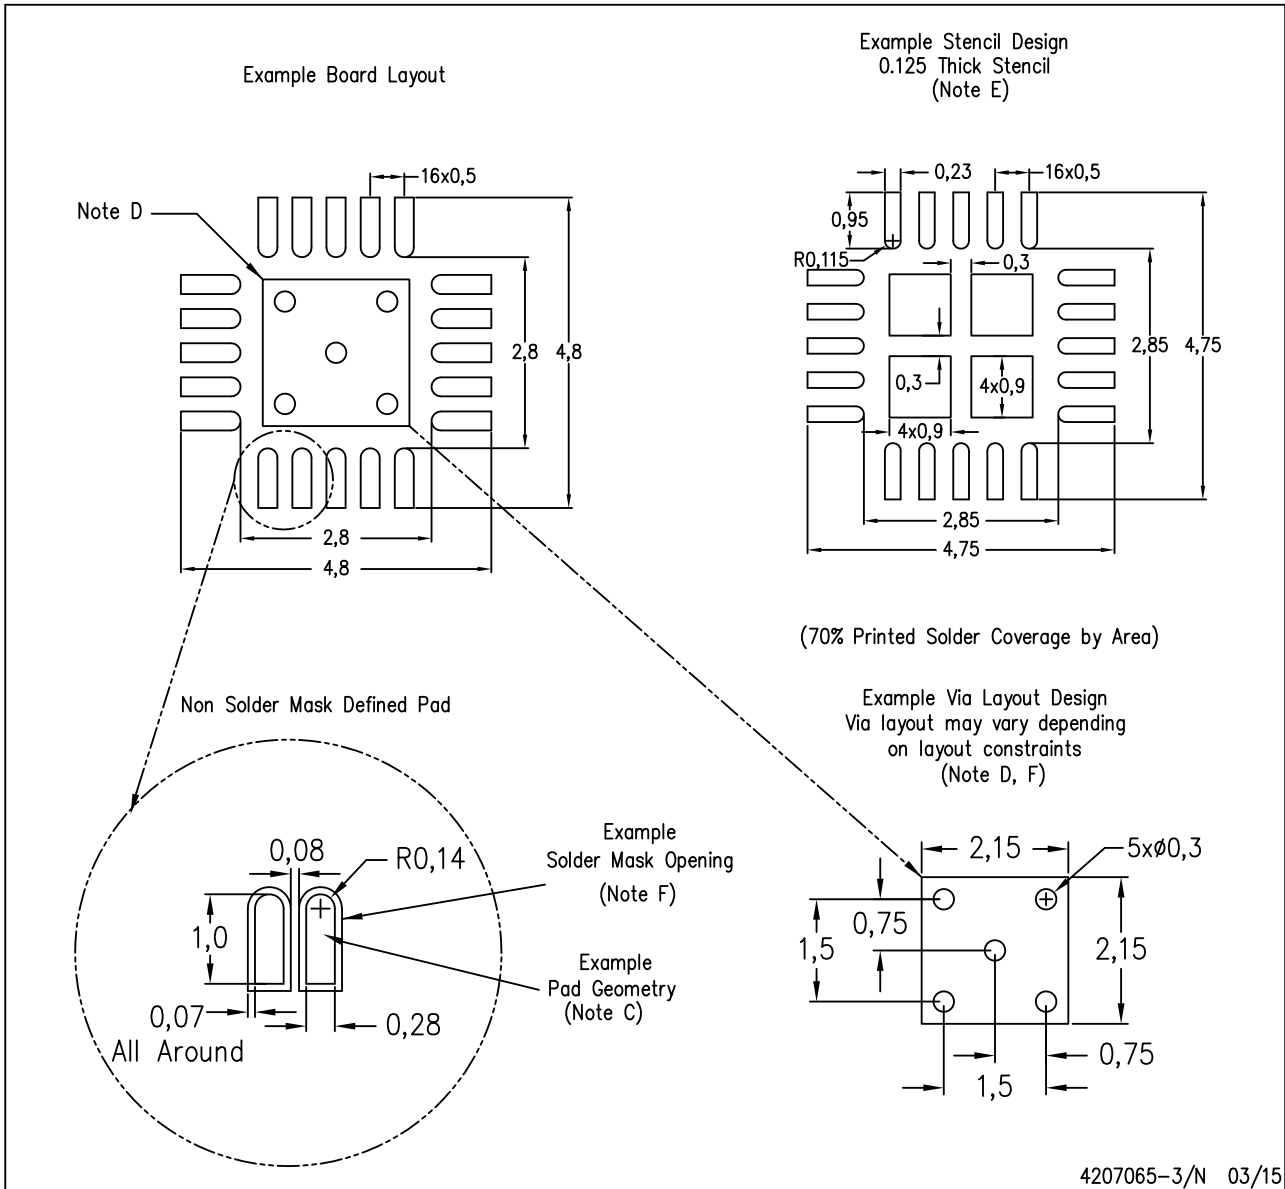 Example Board Layout
16x0,5
Note D
2,8
4,8
2,8
4,8
Example Stencil Design
0.125 Thick Stencil
(Note E)
0,23
16x0,5
0,95
R0,115
0,3
2,85
4,75
0,3
4x0,9
4x0,9
2,85
4,75
(70% Printed Solder Coverage by Area)
Non Solder Mask Defined Pad
0,08
R0,14
1,0
0,07
All Around
0,28
Example
Solder Mask Opening
(Note F)
Example
Pad Geometry
(Note C)
Example Via Layout Design
Via layout may vary depending
on layout constraints
(Note D, F)
2,15
5xø0,3
0,75
1,5
2,15
0,75
1,5
4207065-3/N 03/15